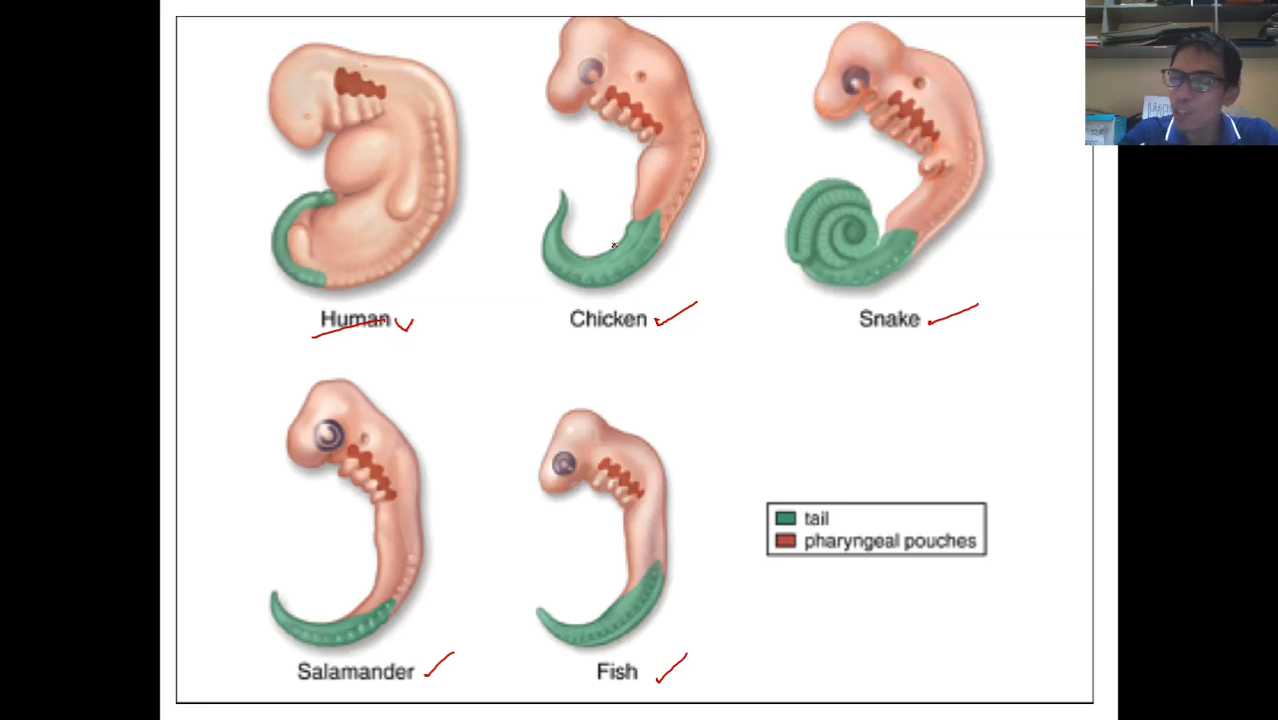 Human
Chicken
Snake
Salamander
Fish
tail
pharyngeal pouches